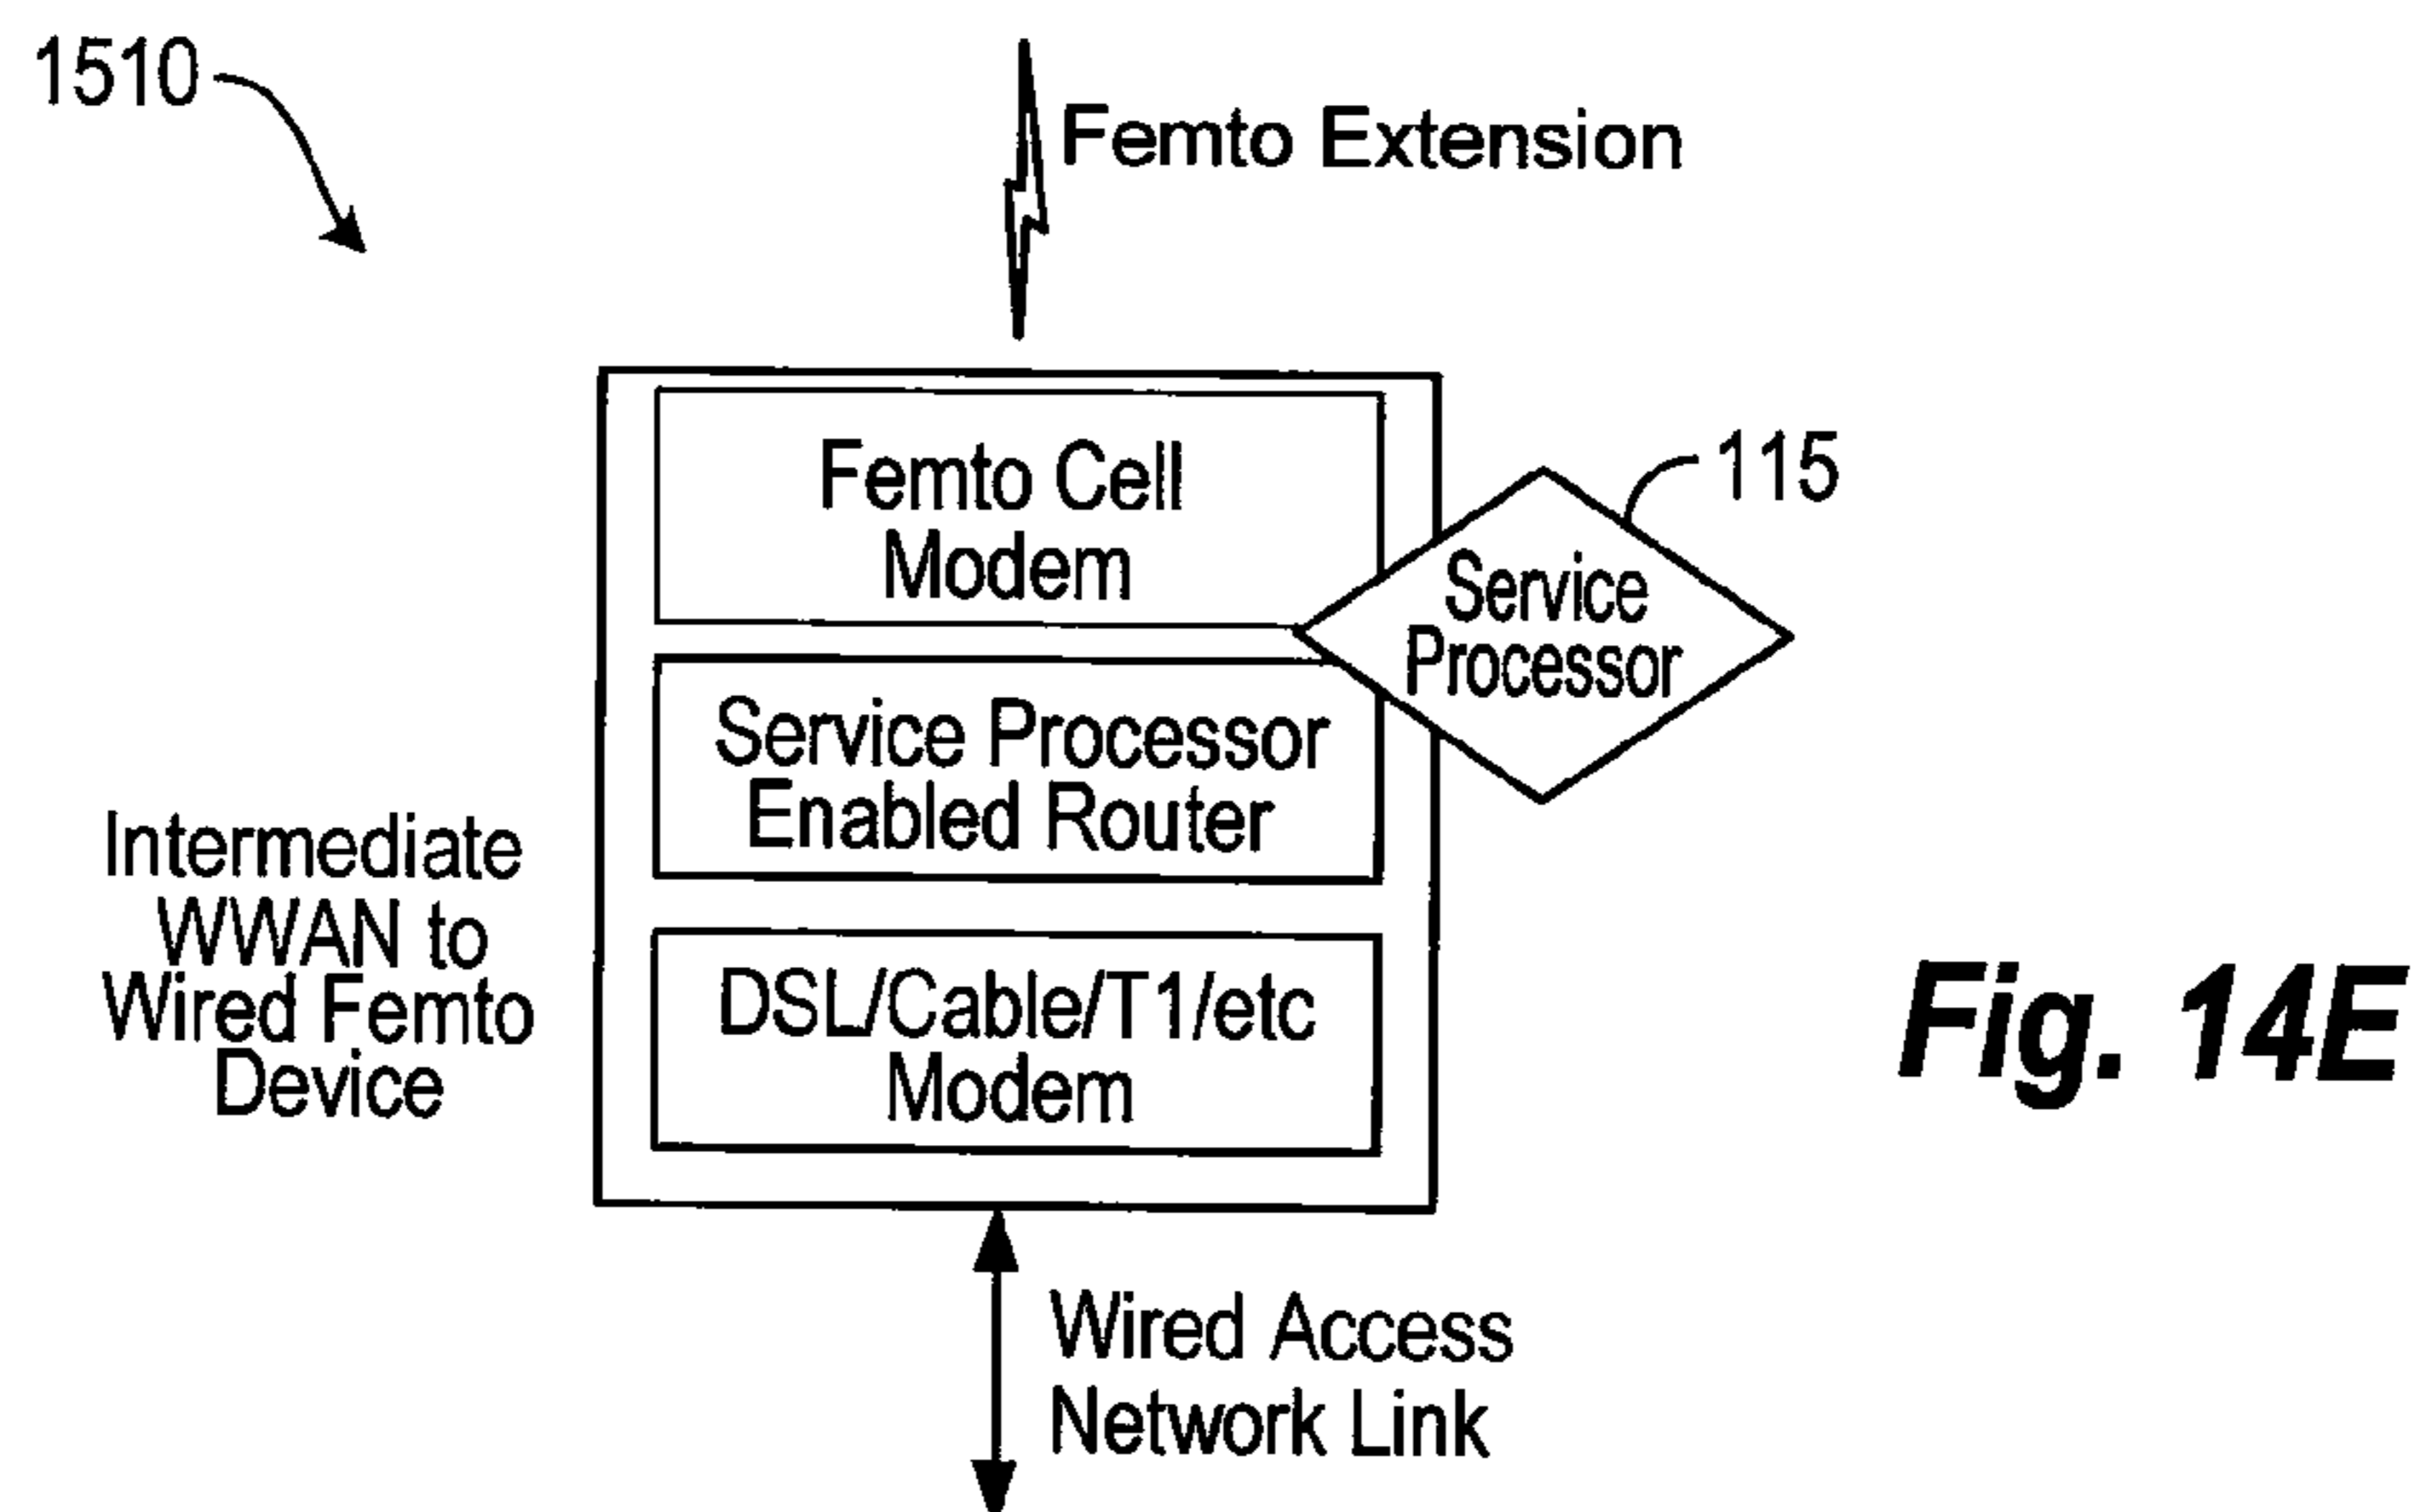 1510
Femto Extension
Femto Cell
Modem
115
Service
Processor
Service Processor
Enabled Router
Intermediate
WWAN to
Wired Femto
Device
DSL/Cable/T1/etc
Modem
Fig. 14E
Wired Access
Network Link